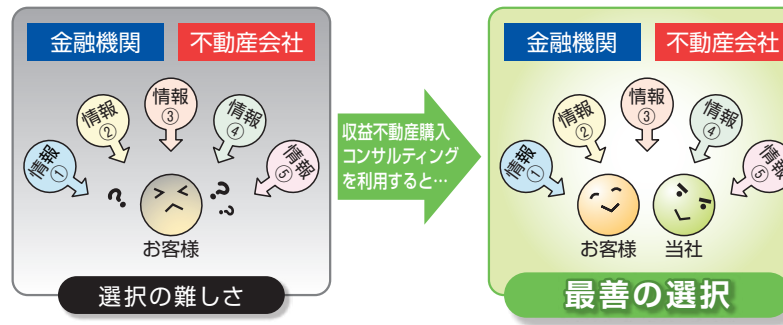 金融機関
不動産会社
情報①
情報②
情報③
情報④
情報⑤
お客様
選択の難しさ
収益不動産購入
コンサルティング
を利用すると…
金融機関
不動産会社
情報①
情報②
情報③
情報④
情報⑤
お客様
当社
最善の選択